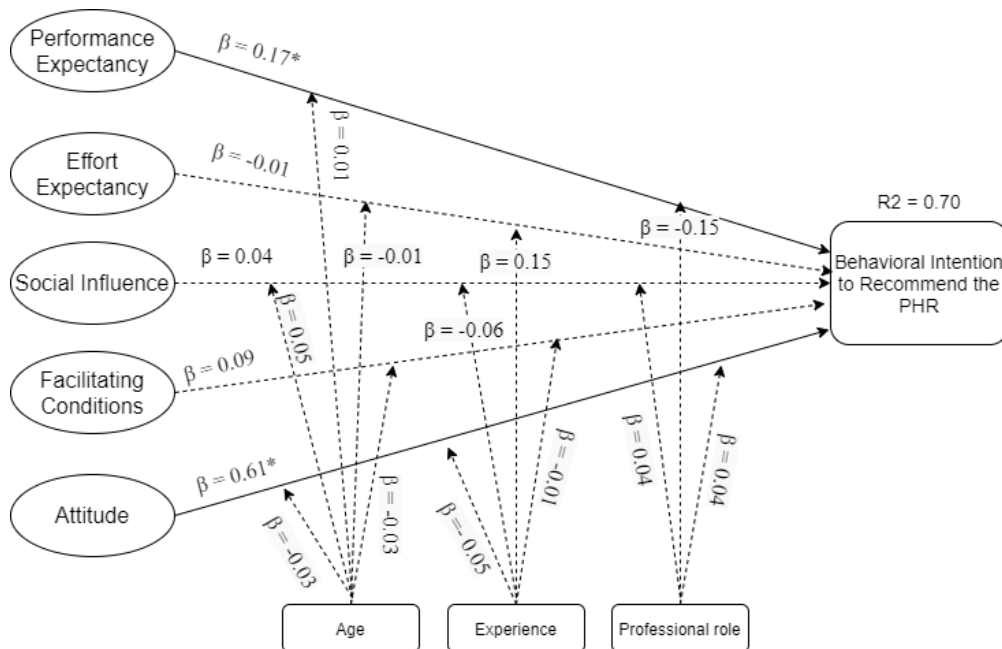 Performance
Expectancy
β = 0.17*
β = 0.01
Effort
Expectancy
β = -0.01
β = -0.15
R2 = 0.70
Social Influence
β = 0.04
β = -0.01
β = 0.15
Behavioral Intention
to Recommend the
PHR
β = 0.05
β = -0.06
Facilitating
Conditions
β = 0.09
Attitude
β = 0.61*
β = -0.03
β = -0.03
β = - 0.05
β = -0.01
β = 0.04
β = 0.04
Age
Experience
Professional role